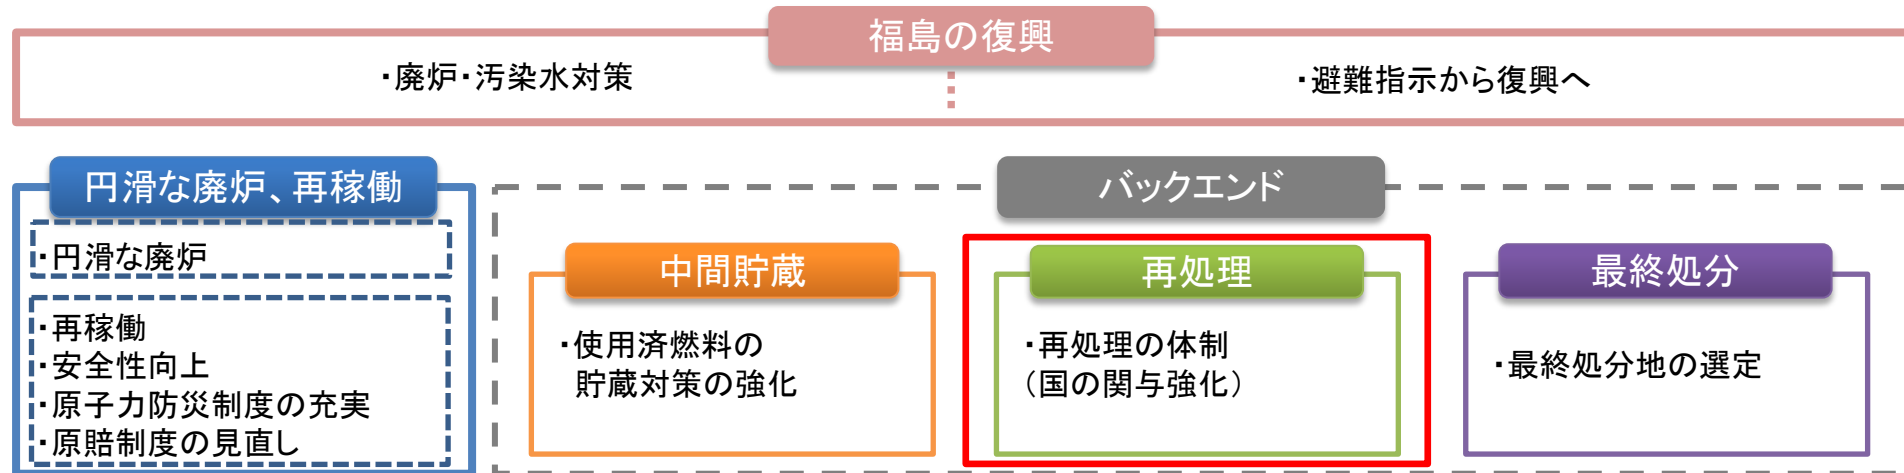 福島の復興
・廃炉・汚染水対策
・避難指示から復興へ
円滑な廃炉、再稼働
・円滑な廃炉
・再稼働
・安全性向上
・原子力防災制度の充実
・原賠制度の見直し
バックエンド
中間貯蔵
・使用済燃料の
貯蔵対策の強化
再処理
・再処理の体制
（国の関与強化）
最終処分
・最終処分地の選定